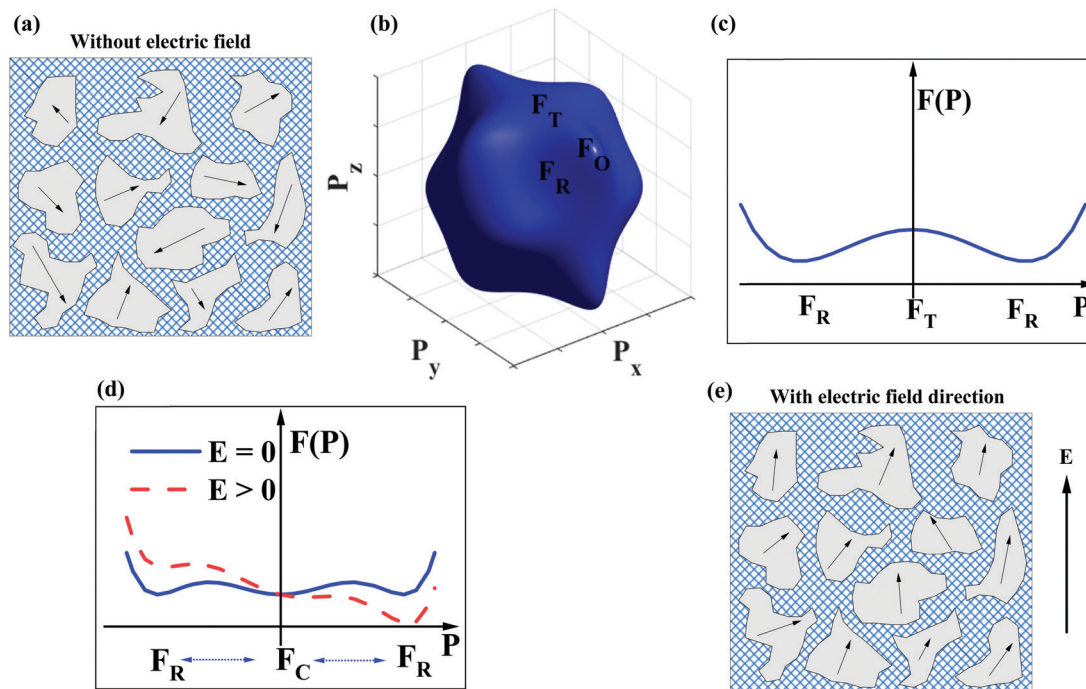 (a)
Without electric field
(b)
F_T
F_O
F_R
P_z
P_y
P_x
(c)
F(P)
F_R
F_T
F_R
P
(d)
F(P)
E = 0
E > 0
P
F_R
F_C
F_R
(e)
With electric field direction
E